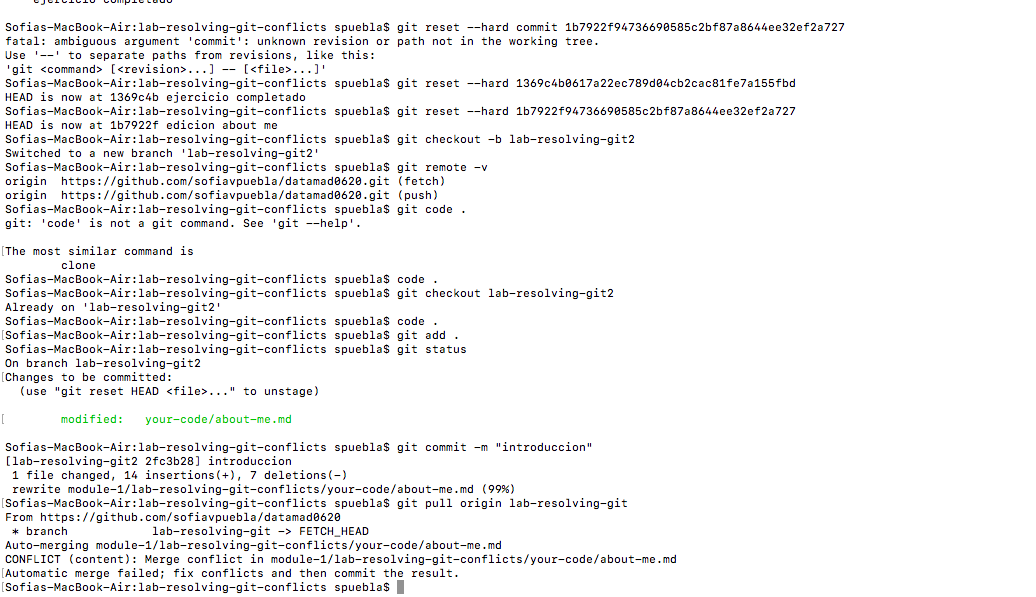 ejercicio completado
Sofias-MacBook-Air:lab-resolving-git-conflicts spuebla$ git reset --hard commit 1b7922f94736690585c2bf87a8644ee32ef2a727
fatal: ambiguous argument 'commit': unknown revision or path not in the working tree.
Use '--' to separate paths from revisions, like this:
'git <command> [<revision>...] -- [<file>...]'
Sofias-MacBook-Air:lab-resolving-git-conflicts spuebla$ git reset --hard 1369c4b0617a22ec789d04cb2cac81fe7a155fbd
HEAD is now at 1369c4b ejercicio completado
Sofias-MacBook-Air:lab-resolving-git-conflicts spuebla$ git reset --hard 1b7922f94736690585c2bf87a8644ee32ef2a727
HEAD is now at 1b7922f edicion about me
Sofias-MacBook-Air:lab-resolving-git-conflicts spuebla$ git checkout -b lab-resolving-git2
Switched to a new branch 'lab-resolving-git2'
Sofias-MacBook-Air:lab-resolving-git-conflicts spuebla$ git remote -v
origin  https://github.com/sofiavpuebla/datamad0620.git (fetch)
origin  https://github.com/sofiavpuebla/datamad0620.git (push)
Sofias-MacBook-Air:lab-resolving-git-conflicts spuebla$ git code .
git: 'code' is not a git command. See 'git --help'.
[The most similar command is
clone
Sofias-MacBook-Air:lab-resolving-git-conflicts spuebla$ code .
Sofias-MacBook-Air:lab-resolving-git-conflicts spuebla$ git checkout lab-resolving-git2
Already on 'lab-resolving-git2'
Sofias-MacBook-Air:lab-resolving-git-conflicts spuebla$ code .
[Sofias-MacBook-Air:lab-resolving-git-conflicts spuebla$ git add .
Sofias-MacBook-Air:lab-resolving-git-conflicts spuebla$ git status
On branch lab-resolving-git2
[Changes to be committed:
(use "git reset HEAD <file>..." to unstage)
[ modified:   your-code/about-me.md
Sofias-MacBook-Air:lab-resolving-git-conflicts spuebla$ git commit -m "introduccion"
[lab-resolving-git2 2fc3b28] introduccion
1 file changed, 14 insertions(+), 7 deletions(-)
rewrite module-1/lab-resolving-git-conflicts/your-code/about-me.md (99%)
[Sofias-MacBook-Air:lab-resolving-git-conflicts spuebla$ git pull origin lab-resolving-git
From https://github.com/sofiavpuebla/datamad0620
* branch            lab-resolving-git -> FETCH_HEAD
Auto-merging module-1/lab-resolving-git-conflicts/your-code/about-me.md
CONFLICT (content): Merge conflict in module-1/lab-resolving-git-conflicts/your-code/about-me.md
[Automatic merge failed; fix conflicts and then commit the result.
[Sofias-MacBook-Air:lab-resolving-git-conflicts spuebla$